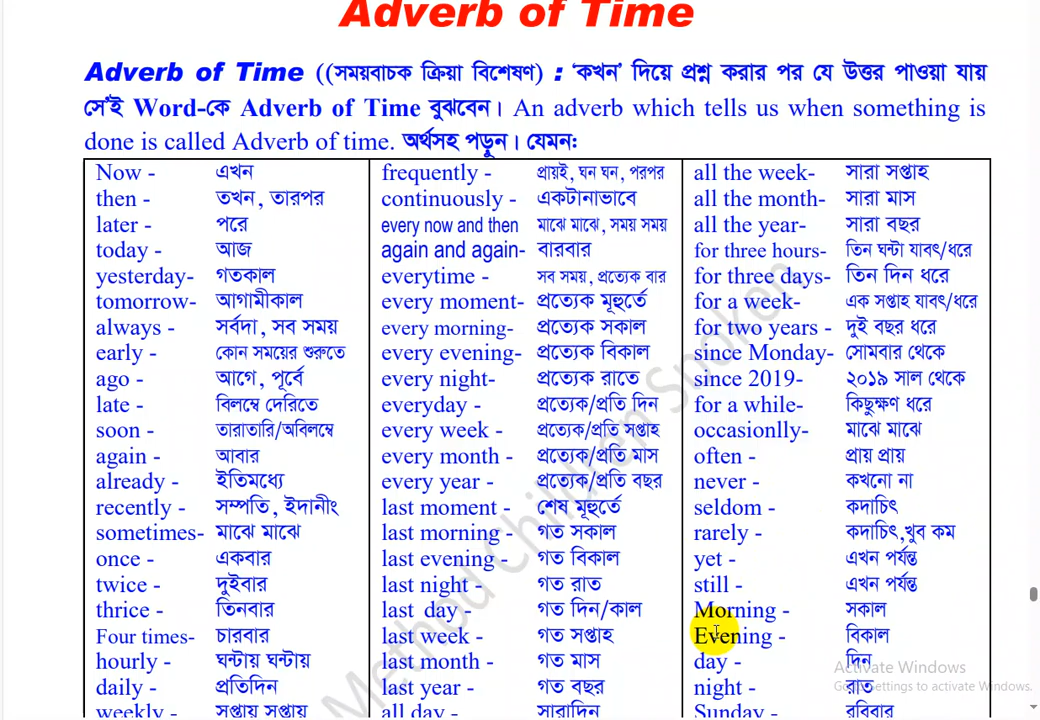 Adverb of Time
Adverb of Time ((সময়বাচক ক্রিয়া বিশেষণ) : ‘কখন’ দিয়ে প্রশ্ন করার পর যে উত্তর পাওয়া যায়
সে’ই Word-কে Adverb of Time বুঝবেন। An adverb which tells us when something is
done is called Adverb of time. অর্থসহ পড়ুন। যেমন:
Now - এখন
then - তখন, তারপর
later - পরে
today - আজ
yesterday- গতকাল
tomorrow- আগামীকাল
always - সর্বদা, সব সময়
early - কোন সময়ের শুরুতে
ago - আগে, পূর্বে
late - বিলম্বে দেরিতে
soon - তারাতারি/অবিলম্বে
again - আবার
already - ইতিমধ্যে
recently - সম্পতি, ইদানীং
sometimes- মাঝে মাঝে
once - একবার
twice - দুইবার
thrice - তিনবার
Four times- চারবার
hourly - ঘন্টায় ঘন্টায়
daily - প্রতিদিন
weekly - সপ্তায় সপ্তায়
frequently - প্রায়ই, ঘন ঘন, পরপর
continuously - একটানাভাবে
every now and then মাঝে মাঝে, সময় সময়
again and again- বারবার
everytime - সব সময়, প্রত্যেক বার
every moment- প্রত্যেক মূহুর্তে
every morning- প্রত্যেক সকাল
every evening- প্রত্যেক বিকাল
every night- প্রত্যেক রাতে
everyday - প্রত্যেক/প্রতি দিন
every week - প্রত্যেক/প্রতি সপ্তাহ
every month - প্রত্যেক/প্রতি মাস
every year - প্রত্যেক/প্রতি বছর
last moment - শেষ মূহুর্তে
last morning - গত সকাল
last evening - গত বিকাল
last night - গত রাত
last day - গত দিন/কাল
last week - গত সপ্তাহ
last month - গত মাস
last year - গত বছর
all day - সারাদিন
all the week- সারা সপ্তাহ
all the month- সারা মাস
all the year- সারা বছর
for three hours- তিন ঘন্টা যাবৎ/ধরে
for three days- তিন দিন ধরে
for a week- এক সপ্তাহ যাবৎ/ধরে
for two years - দুই বছর ধরে
since Monday- সোমবার থেকে
since 2019- ২০১৯ সাল থেকে
for a while- কিছুক্ষণ ধরে
occasionlly- মাঝে মাঝে
often - প্রায় প্রায়
never - কখনো না
seldom - কদাচিৎ
rarely - কদাচিৎ,খুব কম
yet - এখন পর্যন্ত
still - এখন পর্যন্ত
Morning - সকাল
Evening - বিকাল
day - দিন
night - রাত
Sunday - রবিবার
Method Children Spoken
Activate Windows
Go to Settings to activate Windows.